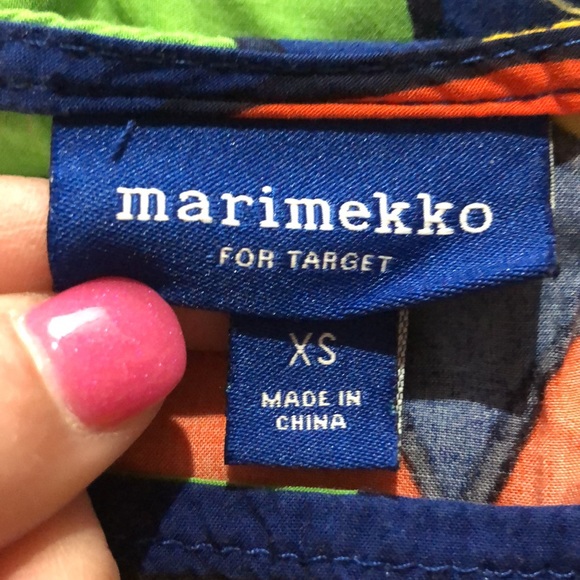 marimekko
FOR TARGET
XS
MADE IN
CHINA